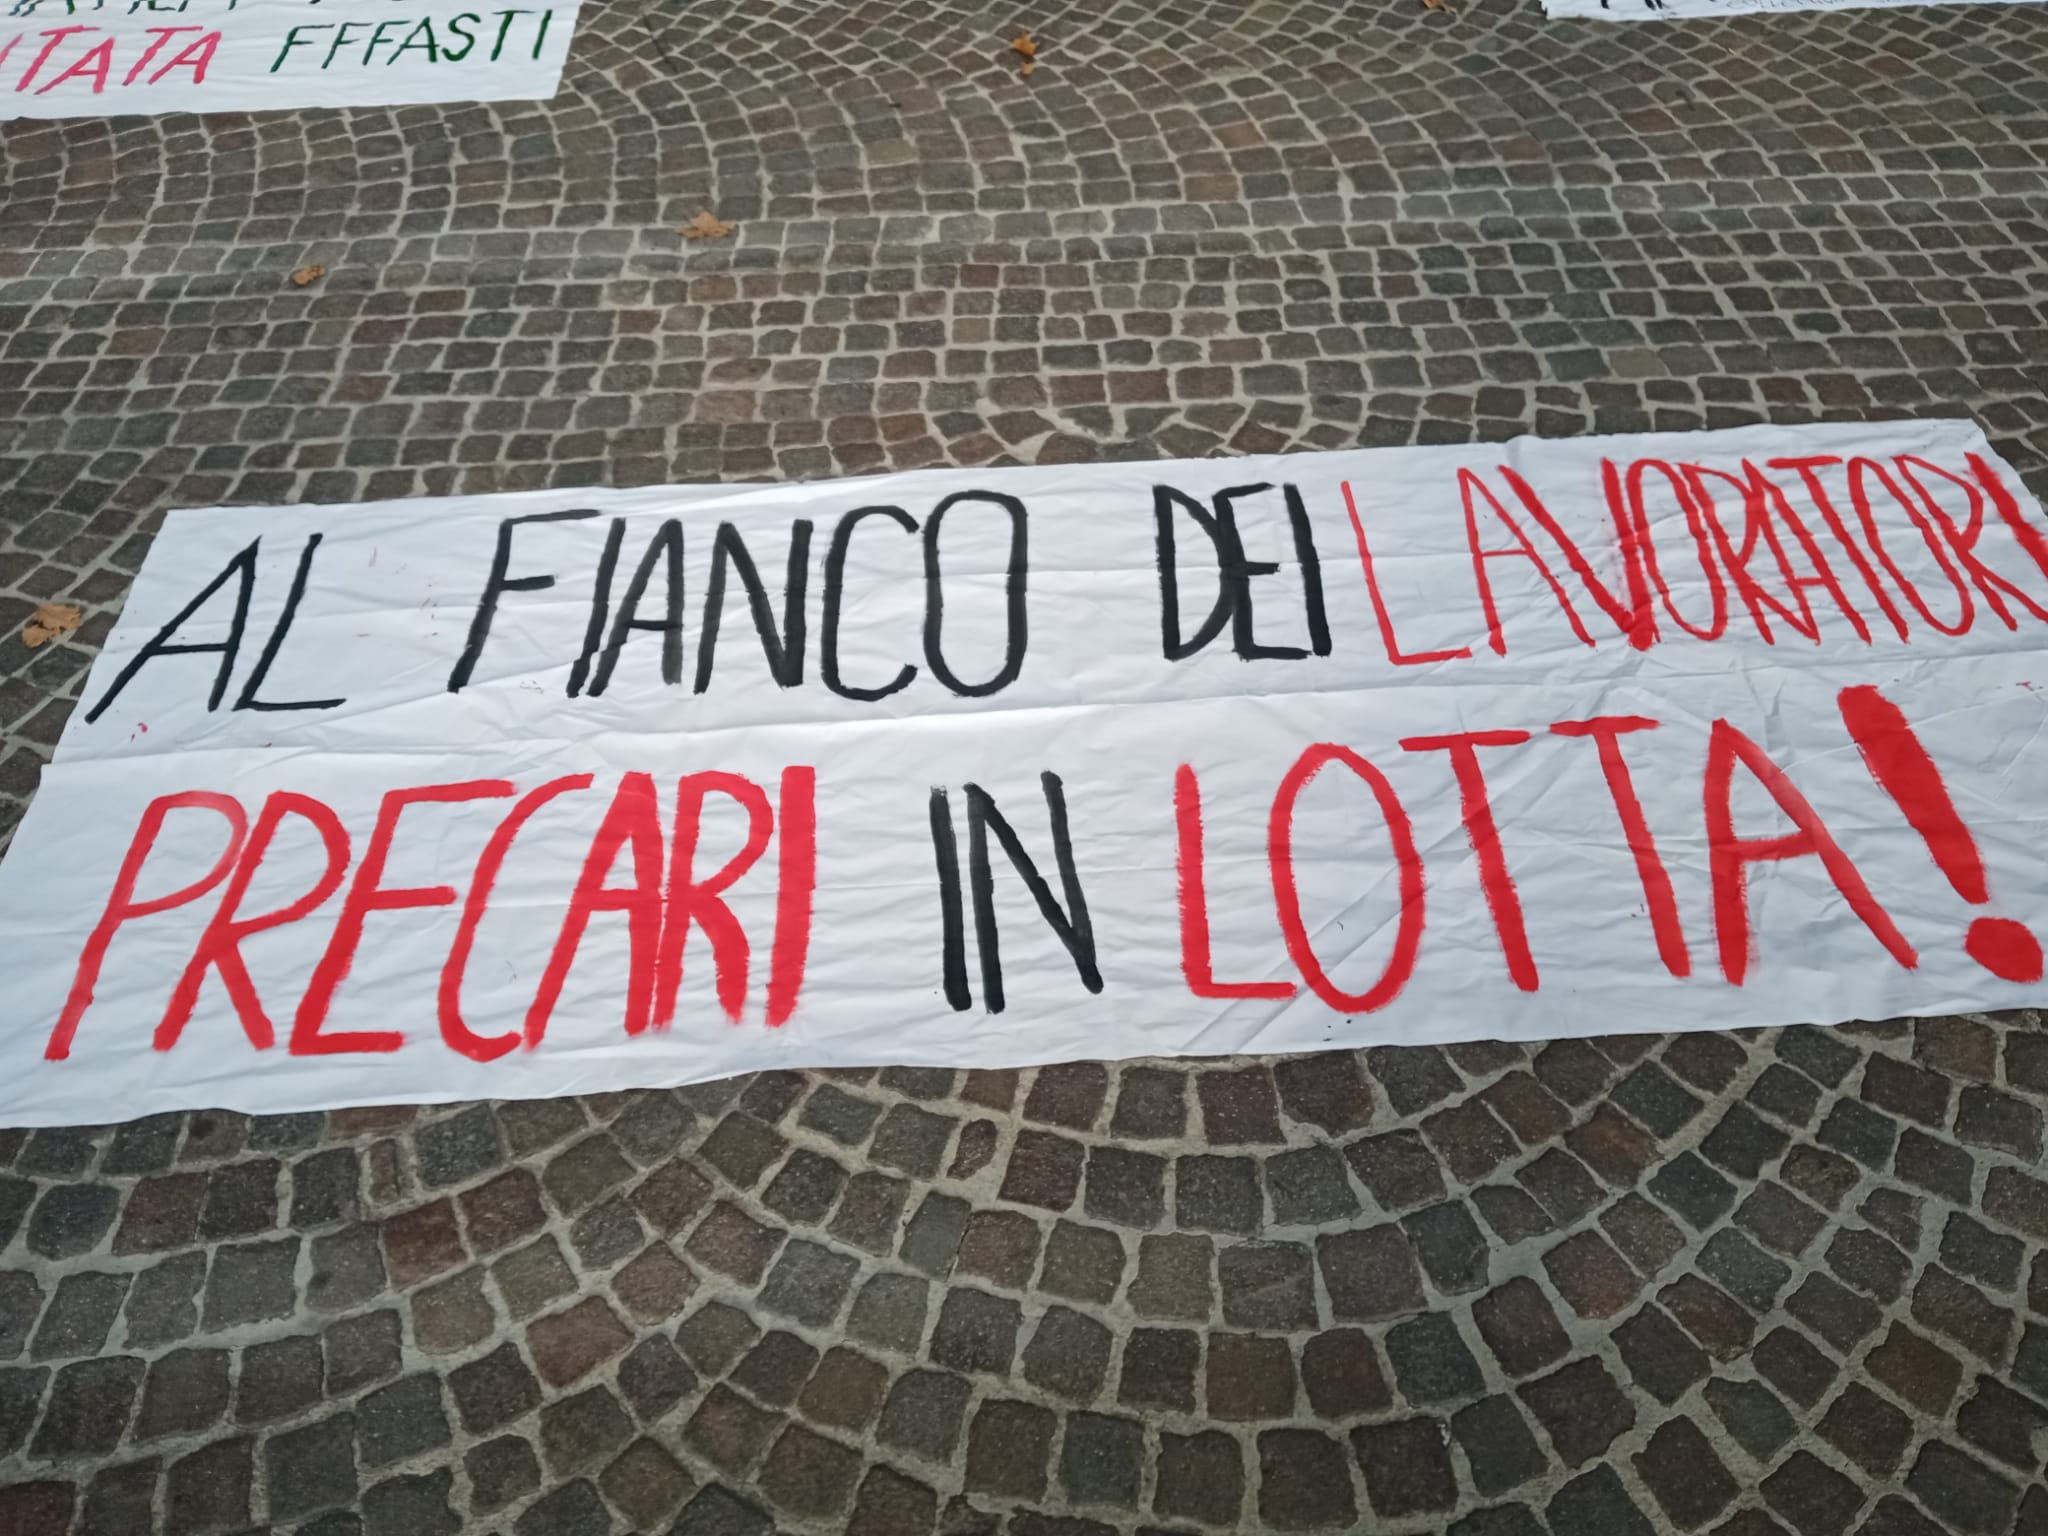 TATA FFFASTI
AL FIANCO DEI LAVORATORI
PRECARI IN LOTTA!